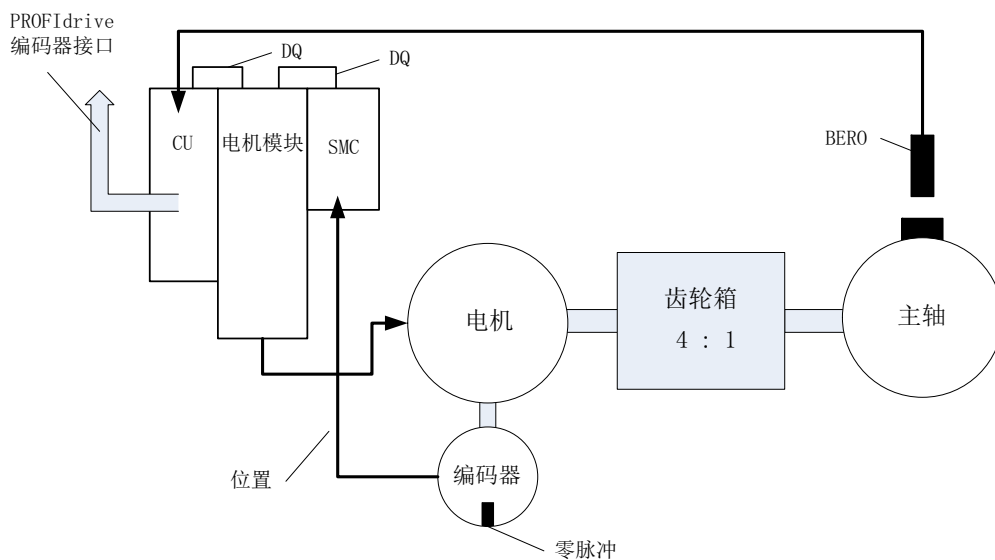 PROFIdrive
编码器接口
DQ
DQ
CU
电机模块
SMC
BERO
电机
齿轮箱
4 : 1
主轴
编码器
位置
零脉冲